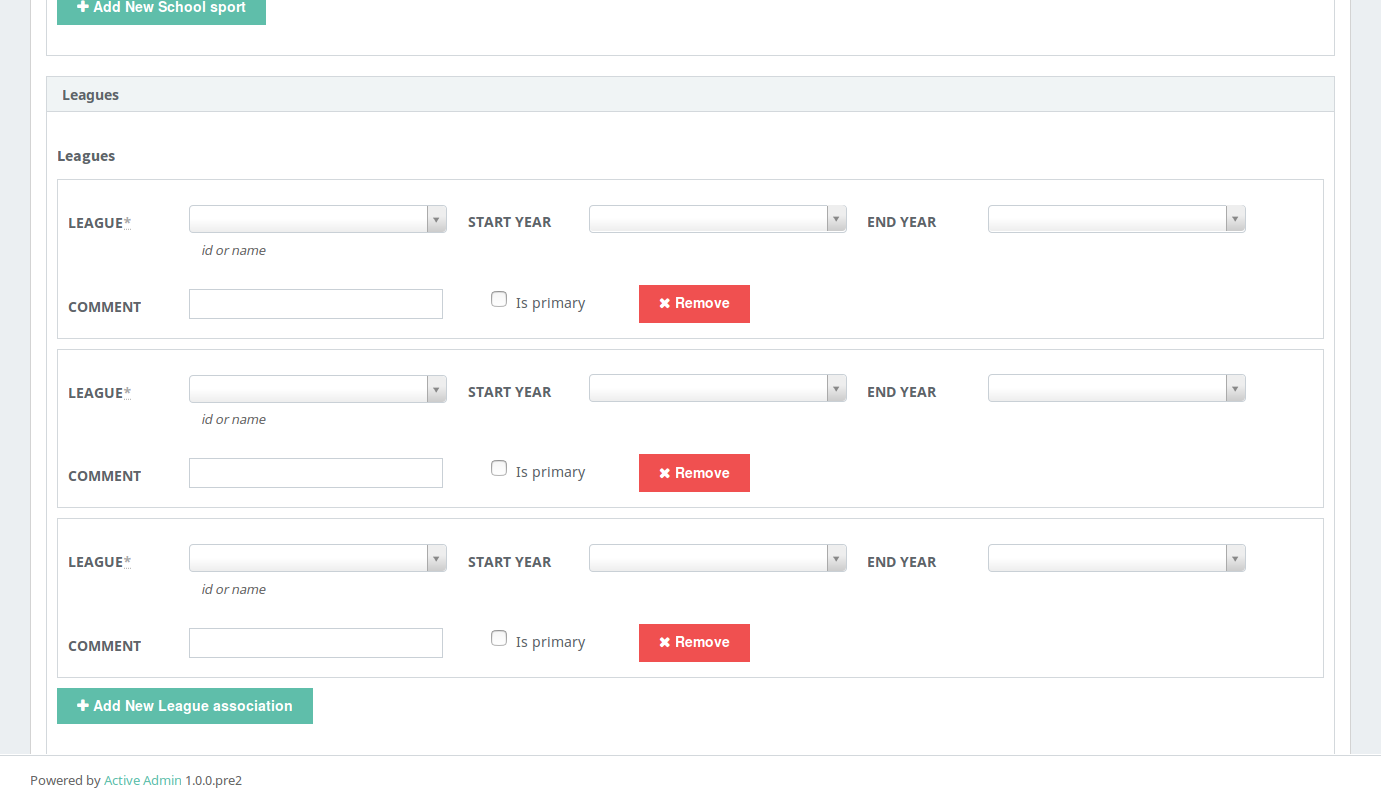 ✚ Add New School sport
Leagues
Leagues
LEAGUE* START YEAR END YEAR
id or name
COMMENT Is primary ✖ Remove
LEAGUE* START YEAR END YEAR
id or name
COMMENT Is primary ✖ Remove
LEAGUE* START YEAR END YEAR
id or name
COMMENT Is primary ✖ Remove
✚ Add New League association
Powered by Active Admin 1.0.0.pre2